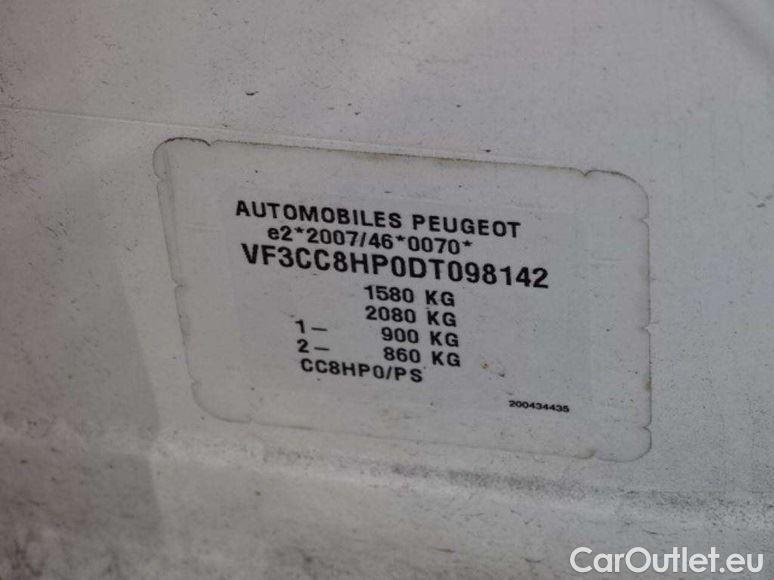 AUTOMOBILES PEUGEOT
e2*2007/46*0070*
VF3CC8HP0DT098142
1580 KG
2080 KG
1— 900 KG
2— 860 KG
CC8HP0/PS
200434435
CarOutlet.eu